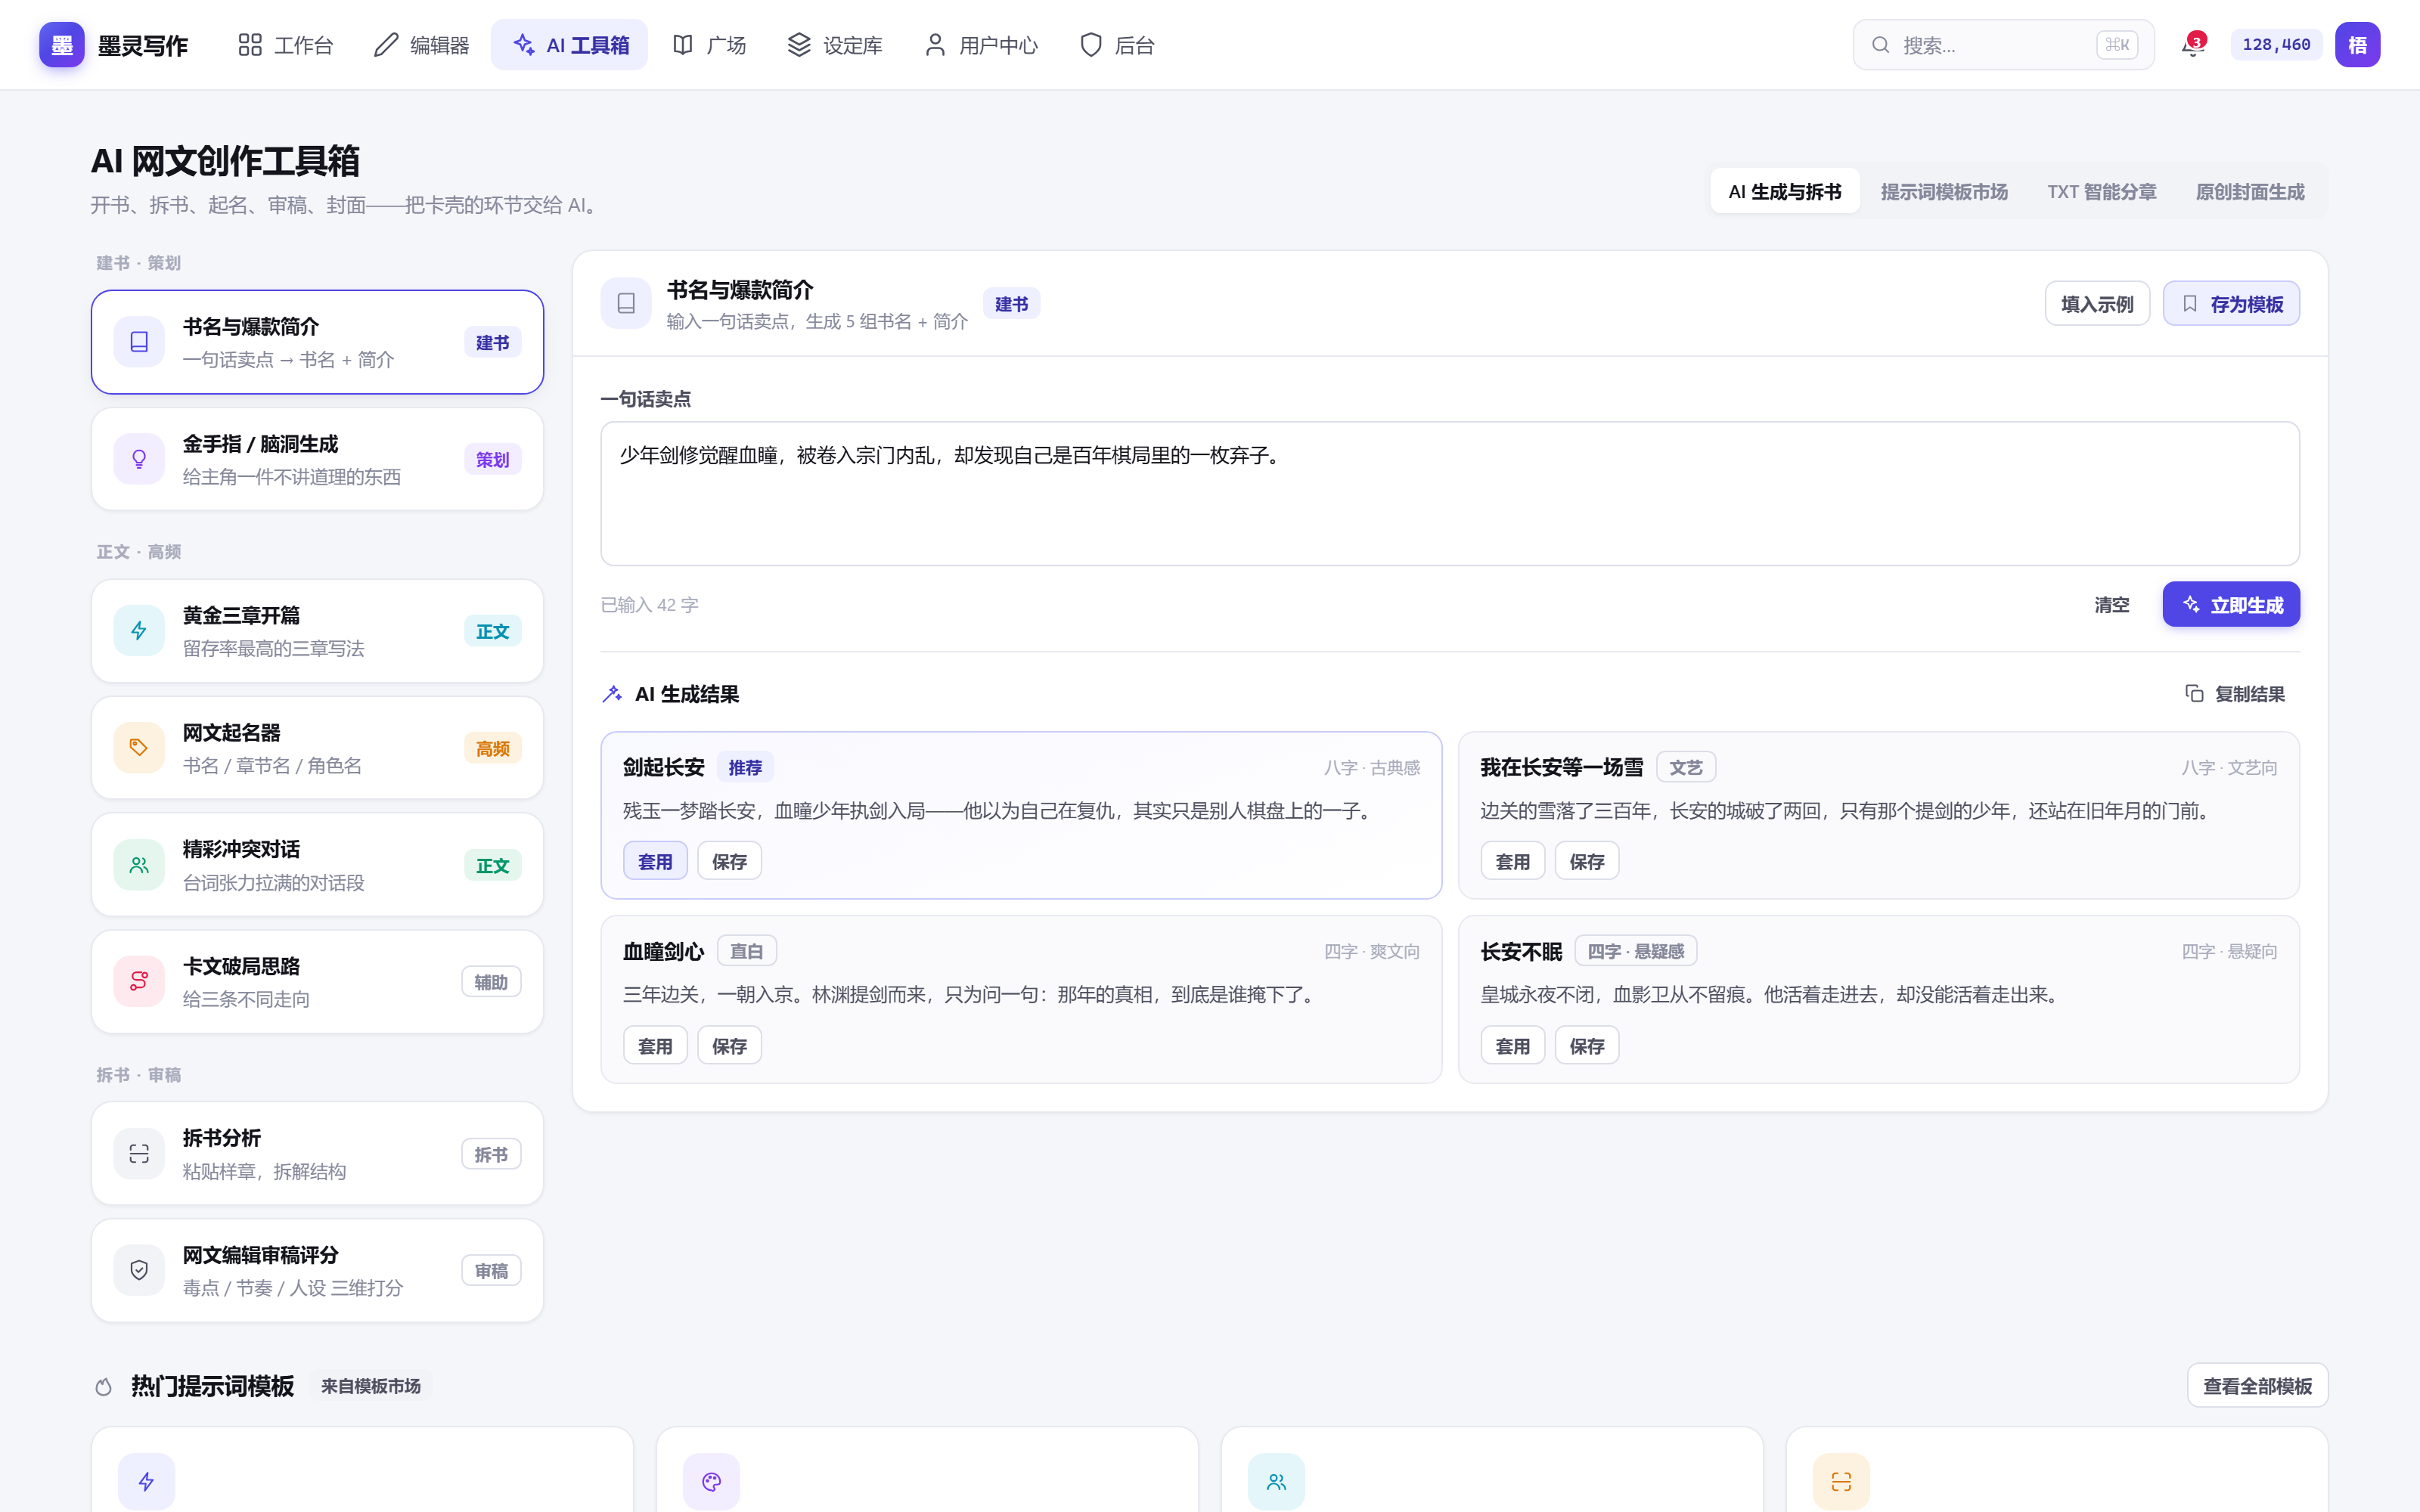 墨 墨灵写作 工作台 编辑器 AI 工具箱 广场 设定库 用户中心 后台 搜索... ⌘K 3 128,460 梧
AI 网文创作工具箱
开书、拆书、起名、审稿、封面——把卡壳的环节交给 AI。
AI 生成与拆书 提示词模板市场 TXT 智能分章 原创封面生成
建书 · 策划
书名与爆款简介
一句话卖点 → 书名 + 简介
建书
金手指 / 脑洞生成
给主角一件不讲道理的东西
策划
正文 · 高频
黄金三章开篇
留存率最高的三章写法
正文
网文起名器
书名 / 章节名 / 角色名
高频
精彩冲突对话
台词张力拉满的对话段
正文
卡文破局思路
给三条不同走向
辅助
拆书 · 审稿
拆书分析
粘贴样章，拆解结构
拆书
网文编辑审稿评分
毒点 / 节奏 / 人设 三维打分
审稿
书名与爆款简介
输入一句话卖点，生成 5 组书名 + 简介
建书
填入示例 存为模板
一句话卖点
少年剑修觉醒血瞳，被卷入宗门内乱，却发现自己是百年棋局里的一枚弃子。
已输入 42 字 清空 立即生成
AI 生成结果 复制结果
剑起长安 推荐 八字 · 古典感
残玉一梦踏长安，血瞳少年执剑入局——他以为自己在复仇，其实只是别人棋盘上的一子。
套用 保存
我在长安等一场雪 文艺 八字 · 文艺向
边关的雪落了三百年，长安的城破了两回，只有那个提剑的少年，还站在旧年月的门前。
套用 保存
血瞳剑心 直白 四字 · 爽文向
三年边关，一朝入京。林渊提剑而来，只为问一句：那年的真相，到底是谁掩下了。
套用 保存
长安不眠 四字 · 悬疑感 四字 · 悬疑向
皇城永夜不闭，血影卫从不留痕。他活着走进去，却没能活着走出来。
套用 保存
热门提示词模板 来自模板市场 查看全部模板